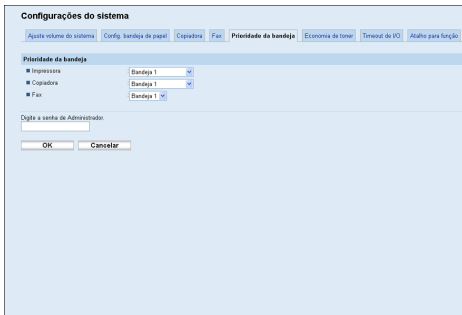 Configurações do sistema
Ajuste volume do sistema Config. bandeja de papel Copiadora Fax Prioridade da bandeja Economia de toner Timeout de I/O Atalho para função
Prioridade da bandeja
Impressora : Bandeja 1
Copiadora : Bandeja 1
Fax : Bandeja 1
Digite a senha de Administrador.
OK Cancelar